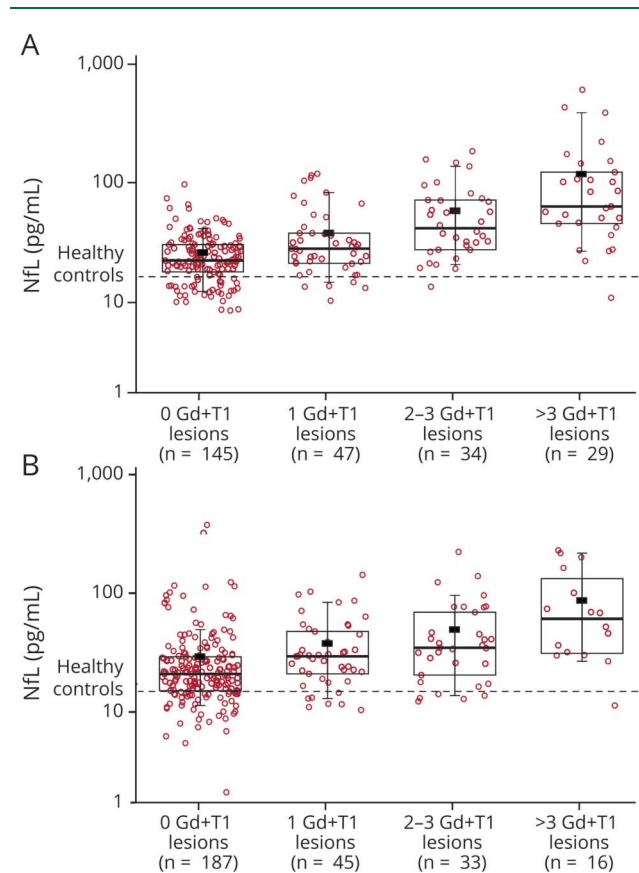 A
1,000
100
10
1
NfL (pg/mL)
Healthy
controls
0 Gd+T1
lesions
(n = 145)
1 Gd+T1
lesions
(n = 47)
2–3 Gd+T1
lesions
(n = 34)
>3 Gd+T1
lesions
(n = 29)
B
1,000
100
10
1
NfL (pg/mL)
Healthy
controls
0 Gd+T1
lesions
(n = 187)
1 Gd+T1
lesions
(n = 45)
2–3 Gd+T1
lesions
(n = 33)
>3 Gd+T1
lesions
(n = 16)